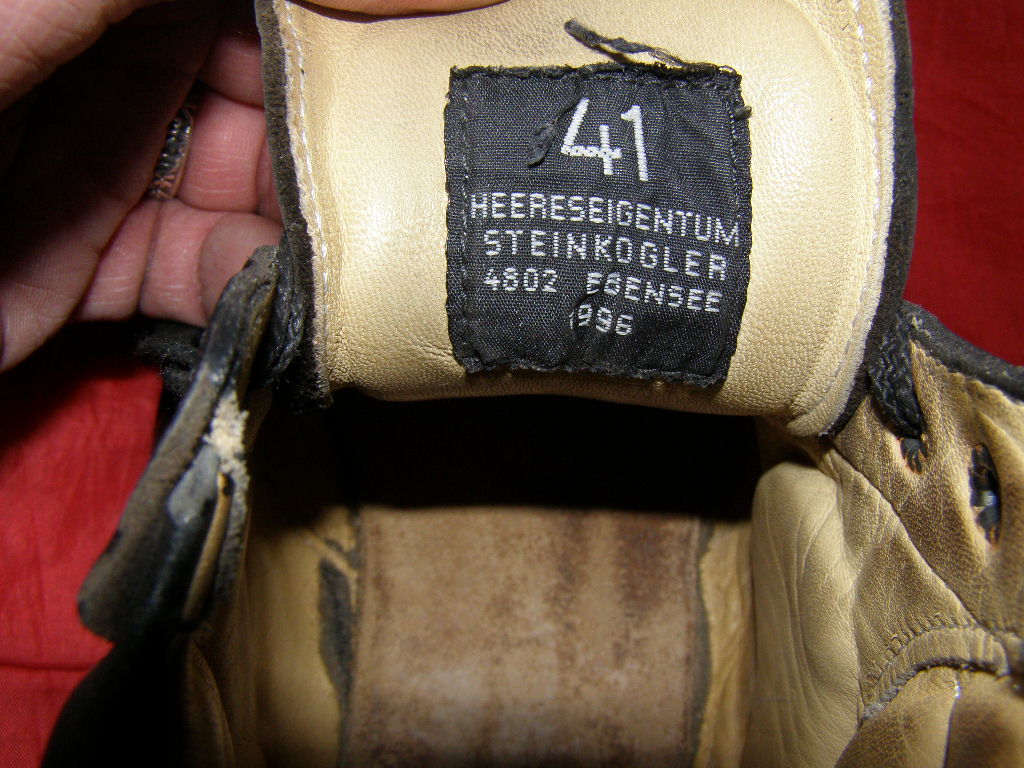 41
HEERESEIGENTUM
STEINKOGLER
4802 EBENSEE
1996